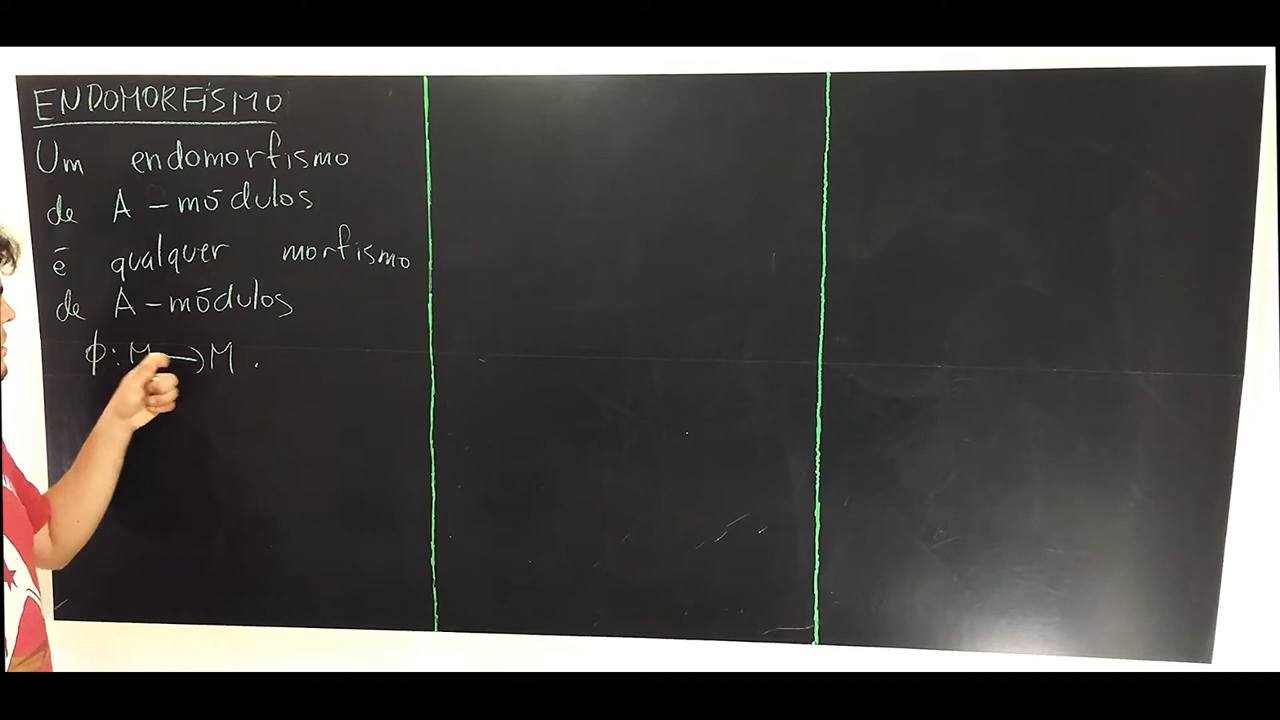 ENDOMORFISMO
Um endomorfismo
de A-módulos
é qualquer morfismo
de A-módulos
ϕ: M → M.